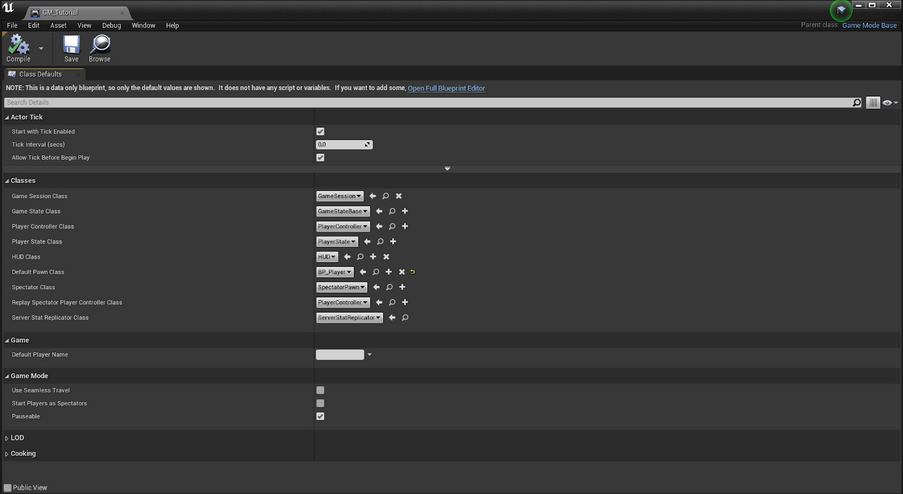 GM_Tutorial
File Edit Asset View Debug Window Help
Parent class: Game Mode Base
Compile Save Browse
Class Defaults
NOTE: This is a data only blueprint, so only the default values are shown. It does not have any script or variables. If you want to add some, Open Full Blueprint Editor
Search Details
Actor Tick
Start with Tick Enabled
Tick Interval (secs) 0.0
Allow Tick Before Begin Play
Classes
Game Session Class GameSession
Game State Class GameStateBase
Player Controller Class PlayerController
Player State Class PlayerState
HUD Class HUD
Default Pawn Class BP_Player
Spectator Class SpectatorPawn
Replay Spectator Player Controller Class PlayerController
Server Stat Replicator Class ServerStatReplicator
Game
Default Player Name
Game Mode
Use Seamless Travel
Start Players as Spectators
Pauseable
LOD
Cooking
Public View